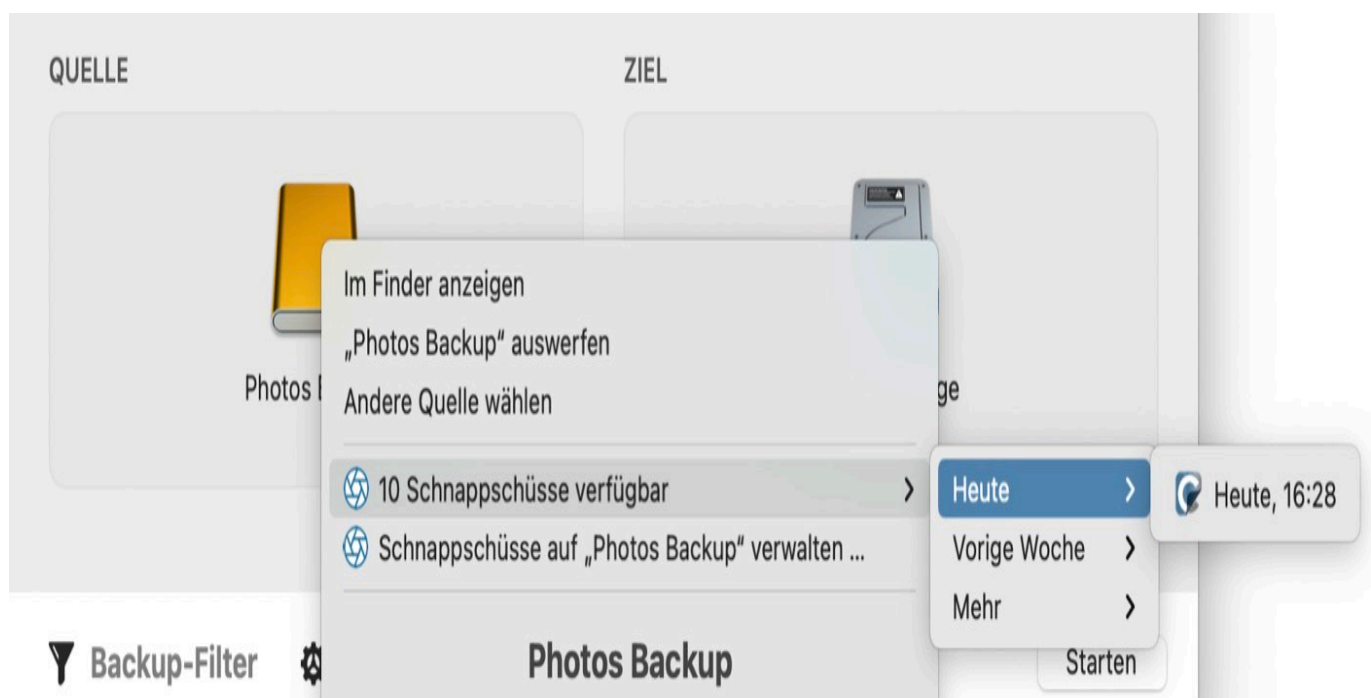 QUELLE
ZIEL
Im Finder anzeigen
„Photos Backup“ auswerfen
Photos
Andere Quelle wählen
10 Schnappschüsse verfügbar
Heute
Heute, 16:28
Schnappschüsse auf „Photos Backup“ verwalten ...
Vorige Woche
Mehr
Backup-Filter
Photos Backup
Starten